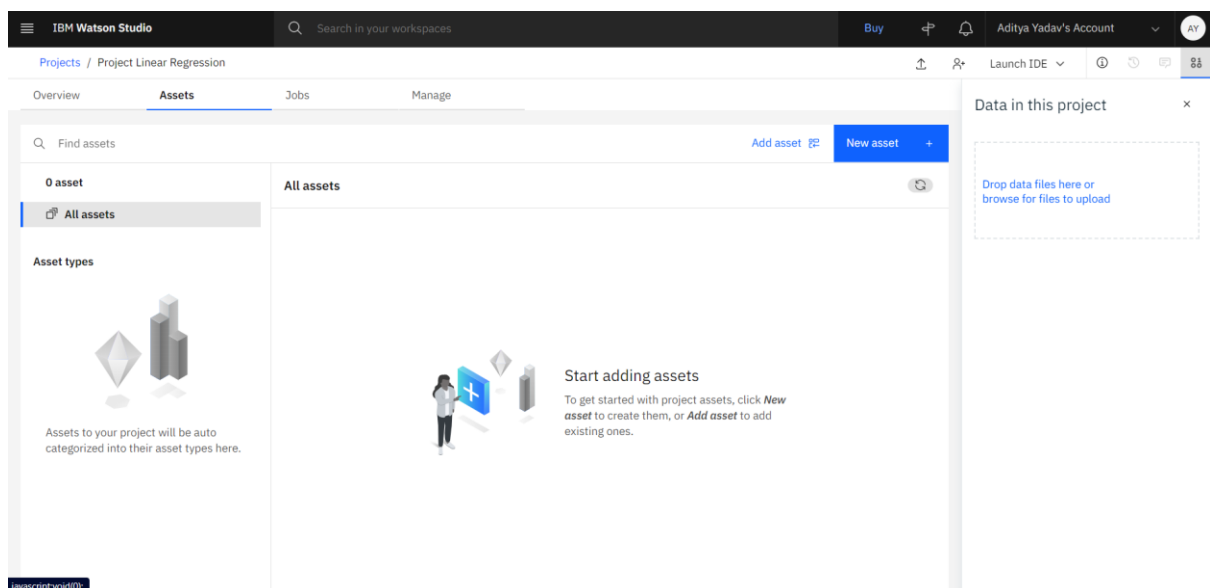 IBM Watson Studio
Search in your workspaces
Buy
Aditya Yadav's Account
AY
Projects / Project Linear Regression
Launch IDE
Overview
Assets
Jobs
Manage
Data in this project
Find assets
Add asset
New asset +
0 asset
All assets
All assets
Drop data files here or
browse for files to upload
Asset types
Start adding assets
To get started with project assets, click New
asset to create them, or Add asset to add
existing ones.
Assets to your project will be auto
categorized into their asset types here.
javascript:void(0);